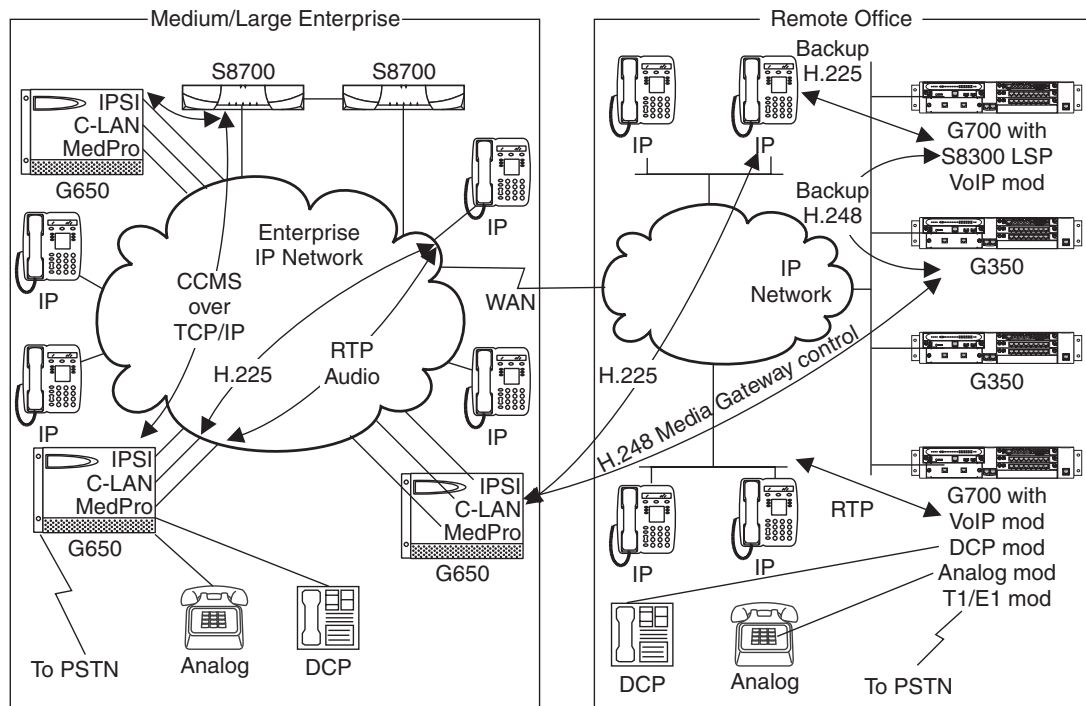 Medium/Large Enterprise
S8700
S8700
IPSI
C-LAN
MedPro
G650
IP
IP
Enterprise
IP Network
CCMS
over
TCP/IP
IP
H.225
RTP
Audio
IP
IP
IPSI
C-LAN
MedPro
G650
IPSI
C-LAN
MedPro
G650
To PSTN
Analog
DCP
WAN
Remote Office
Backup
H.225
IP
IP
G700 with
S8300 LSP
VoIP mod
Backup
H.248
G350
IP
Network
H.225
H.248 Media Gateway control
G350
IP
IP
RTP
G700 with
VoIP mod
DCP mod
Analog mod
T1/E1 mod
DCP
Analog
To PSTN